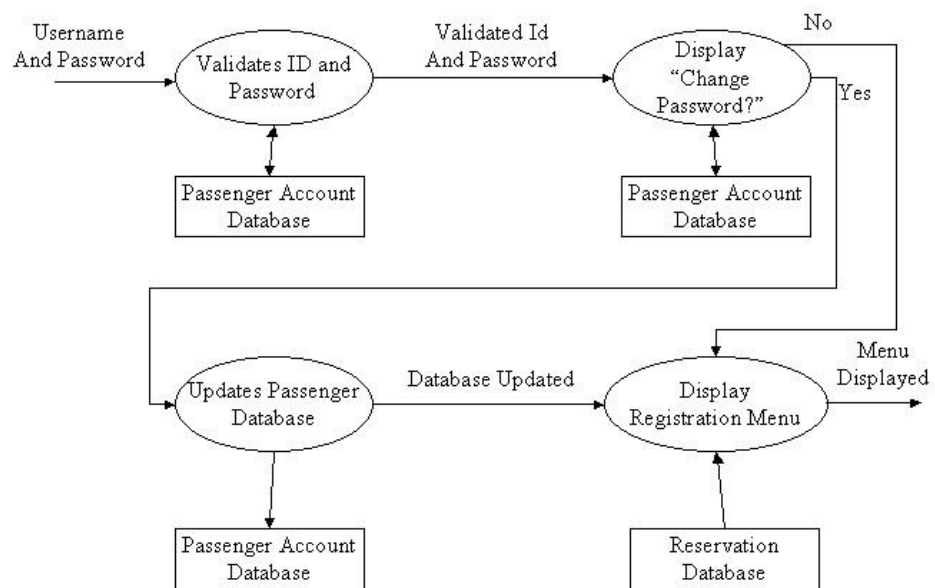 Username
And Password
Validates ID and
Password
Validated Id
And Password
Display
“Change
Password?”
No
Yes
Passenger Account
Database
Passenger Account
Database
Updates Passenger
Database
Database Updated
Display
Registration Menu
Menu
Displayed
Passenger Account
Database
Reservation
Database